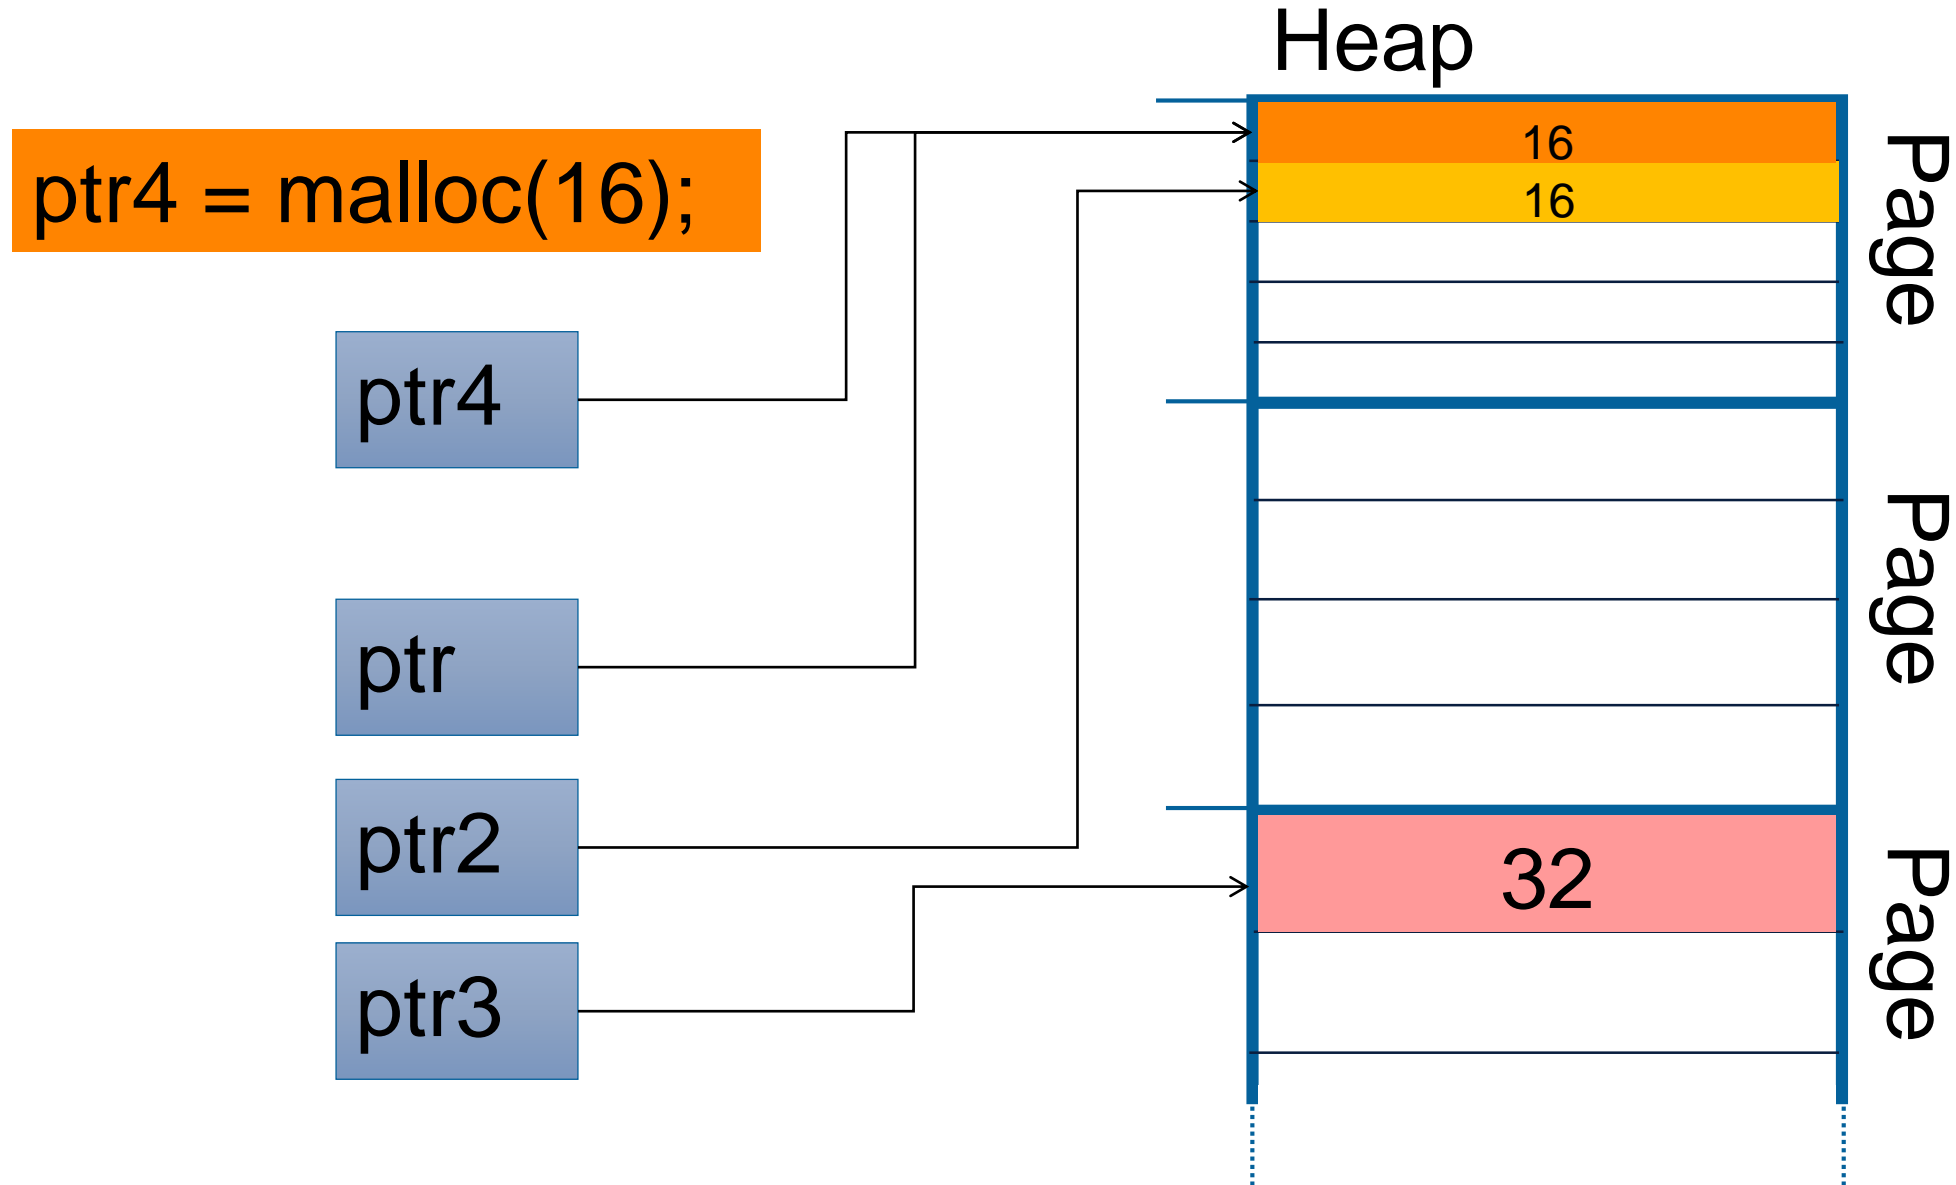 Heap
ptr4 = malloc(16);
16
16
Page
ptr4
Page
ptr
ptr2
32
Page
ptr3